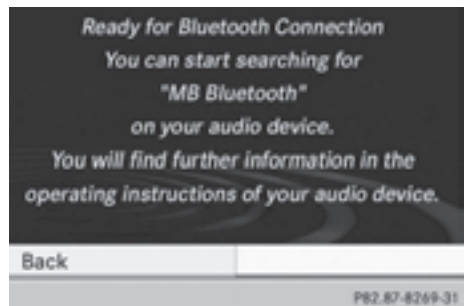 Ready for Bluetooth Connection
You can start searching for
"MB Bluetooth"
on your audio device.
You will find further information in the
operating instructions of your audio device.
Back
P82.87-8269-31